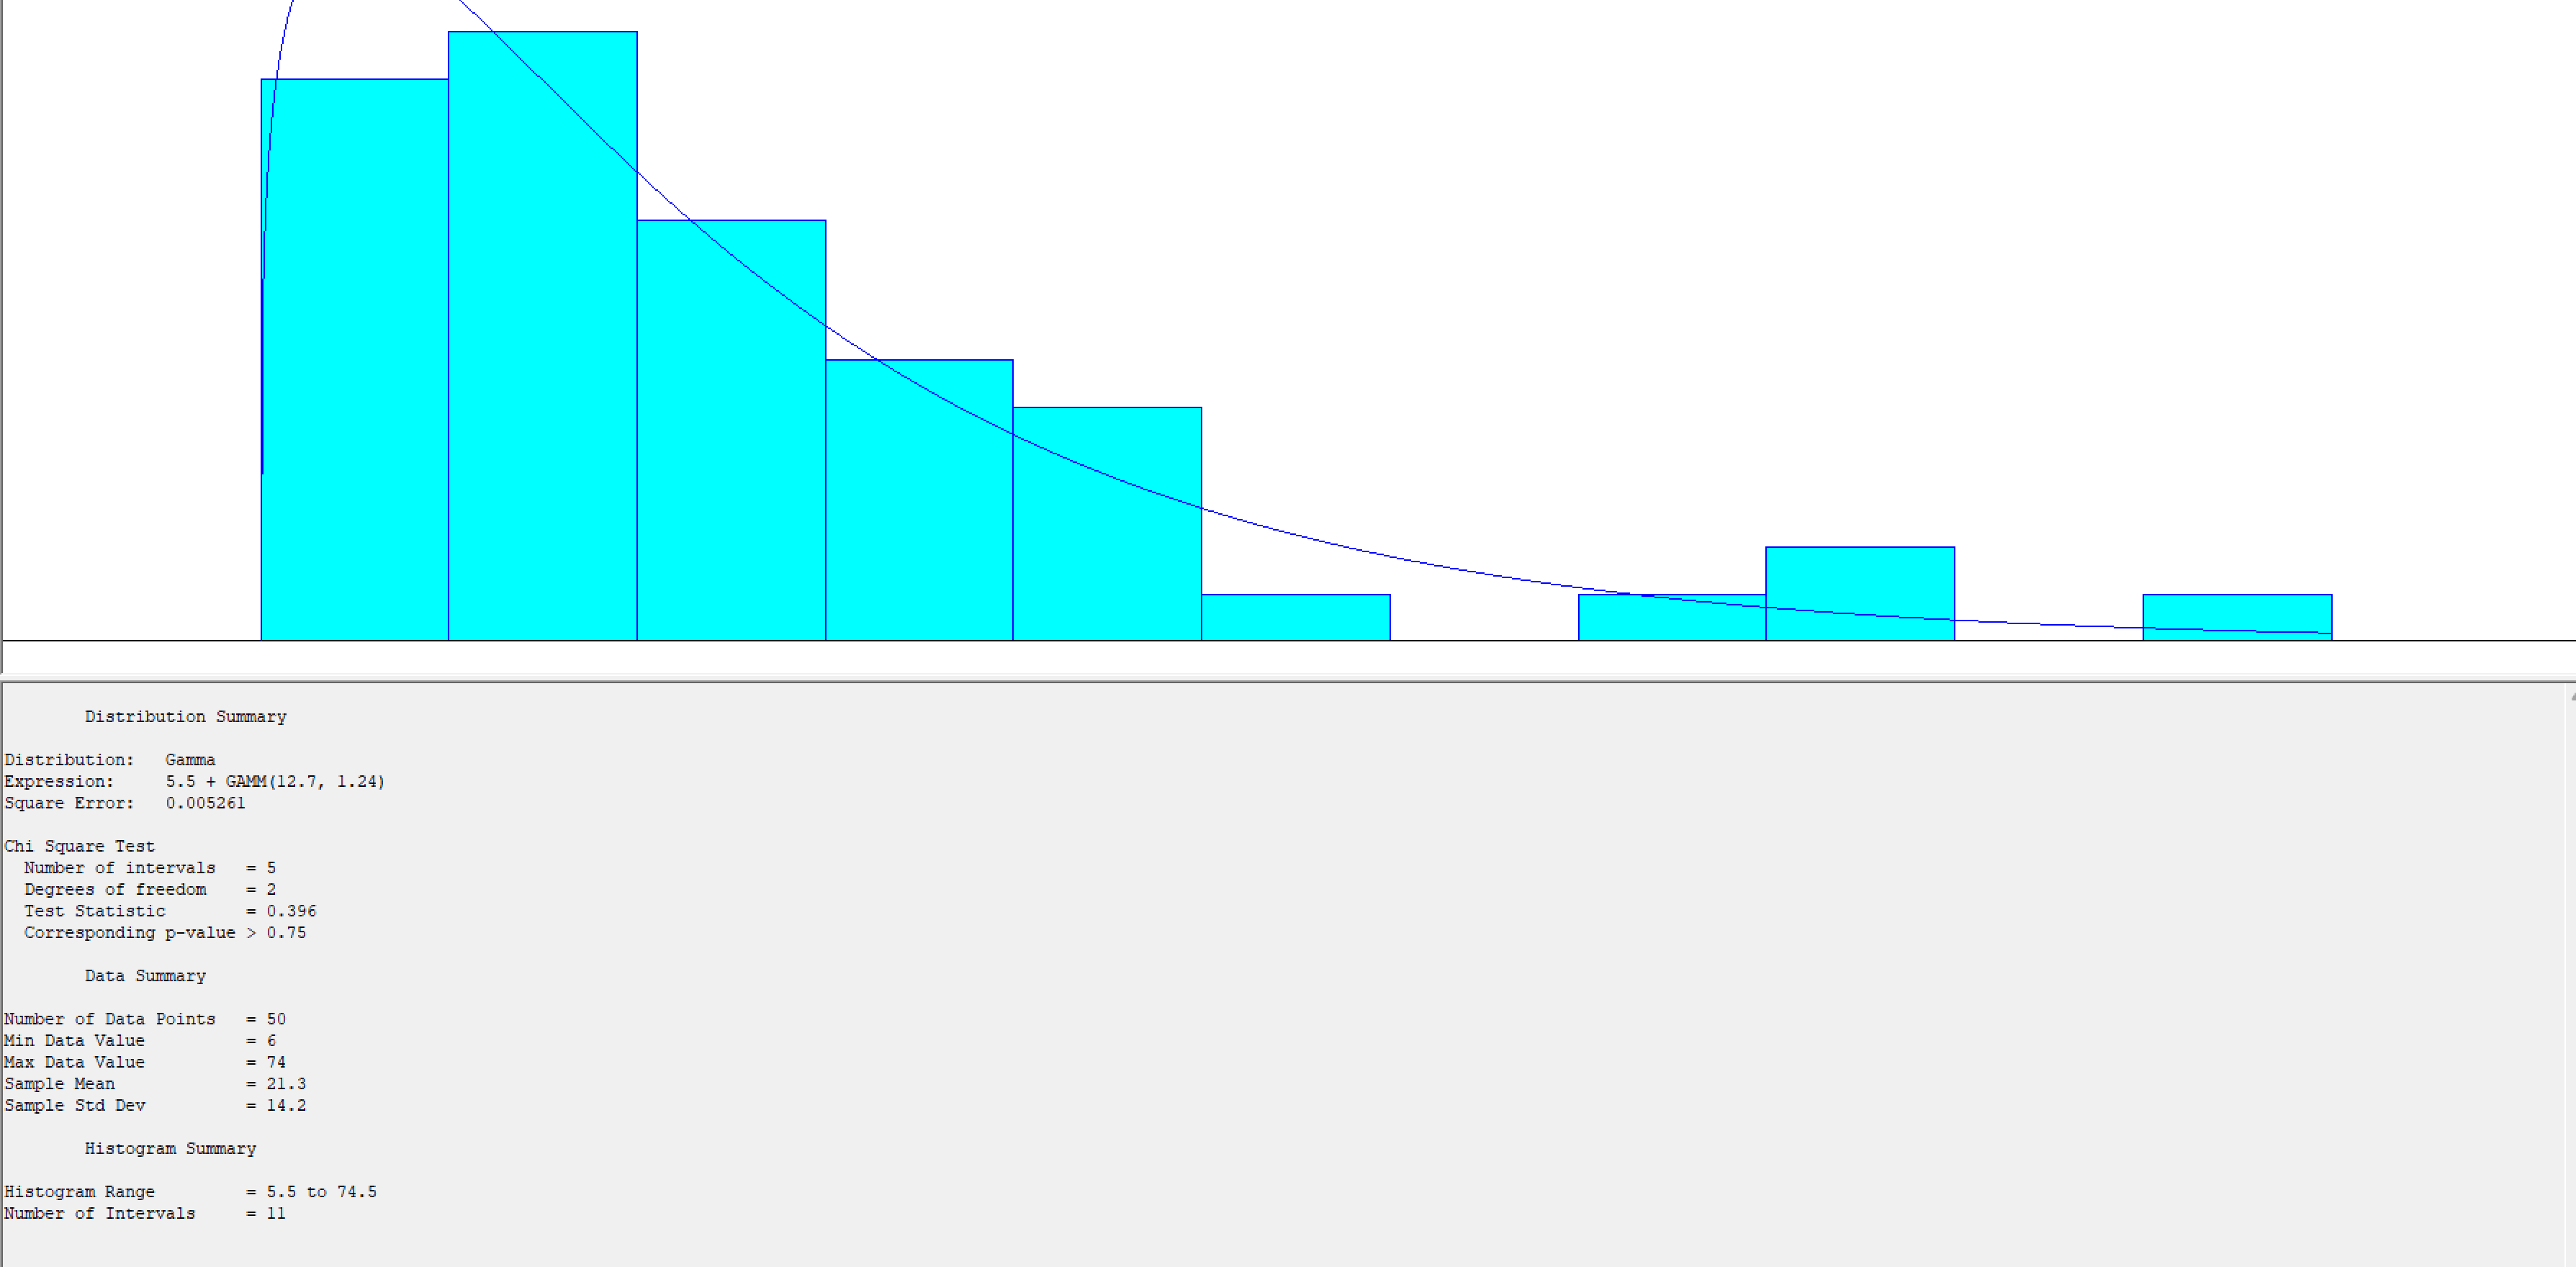 Distribution Summary
Distribution: Gamma
Expression: 5.5 + GAMM(12.7, 1.24)
Square Error: 0.005261
Chi Square Test
Number of intervals = 5
Degrees of freedom = 2
Test Statistic = 0.396
Corresponding p-value > 0.75
Data Summary
Number of Data Points = 50
Min Data Value = 6
Max Data Value = 74
Sample Mean = 21.3
Sample Std Dev = 14.2
Histogram Summary
Histogram Range = 5.5 to 74.5
Number of Intervals = 11